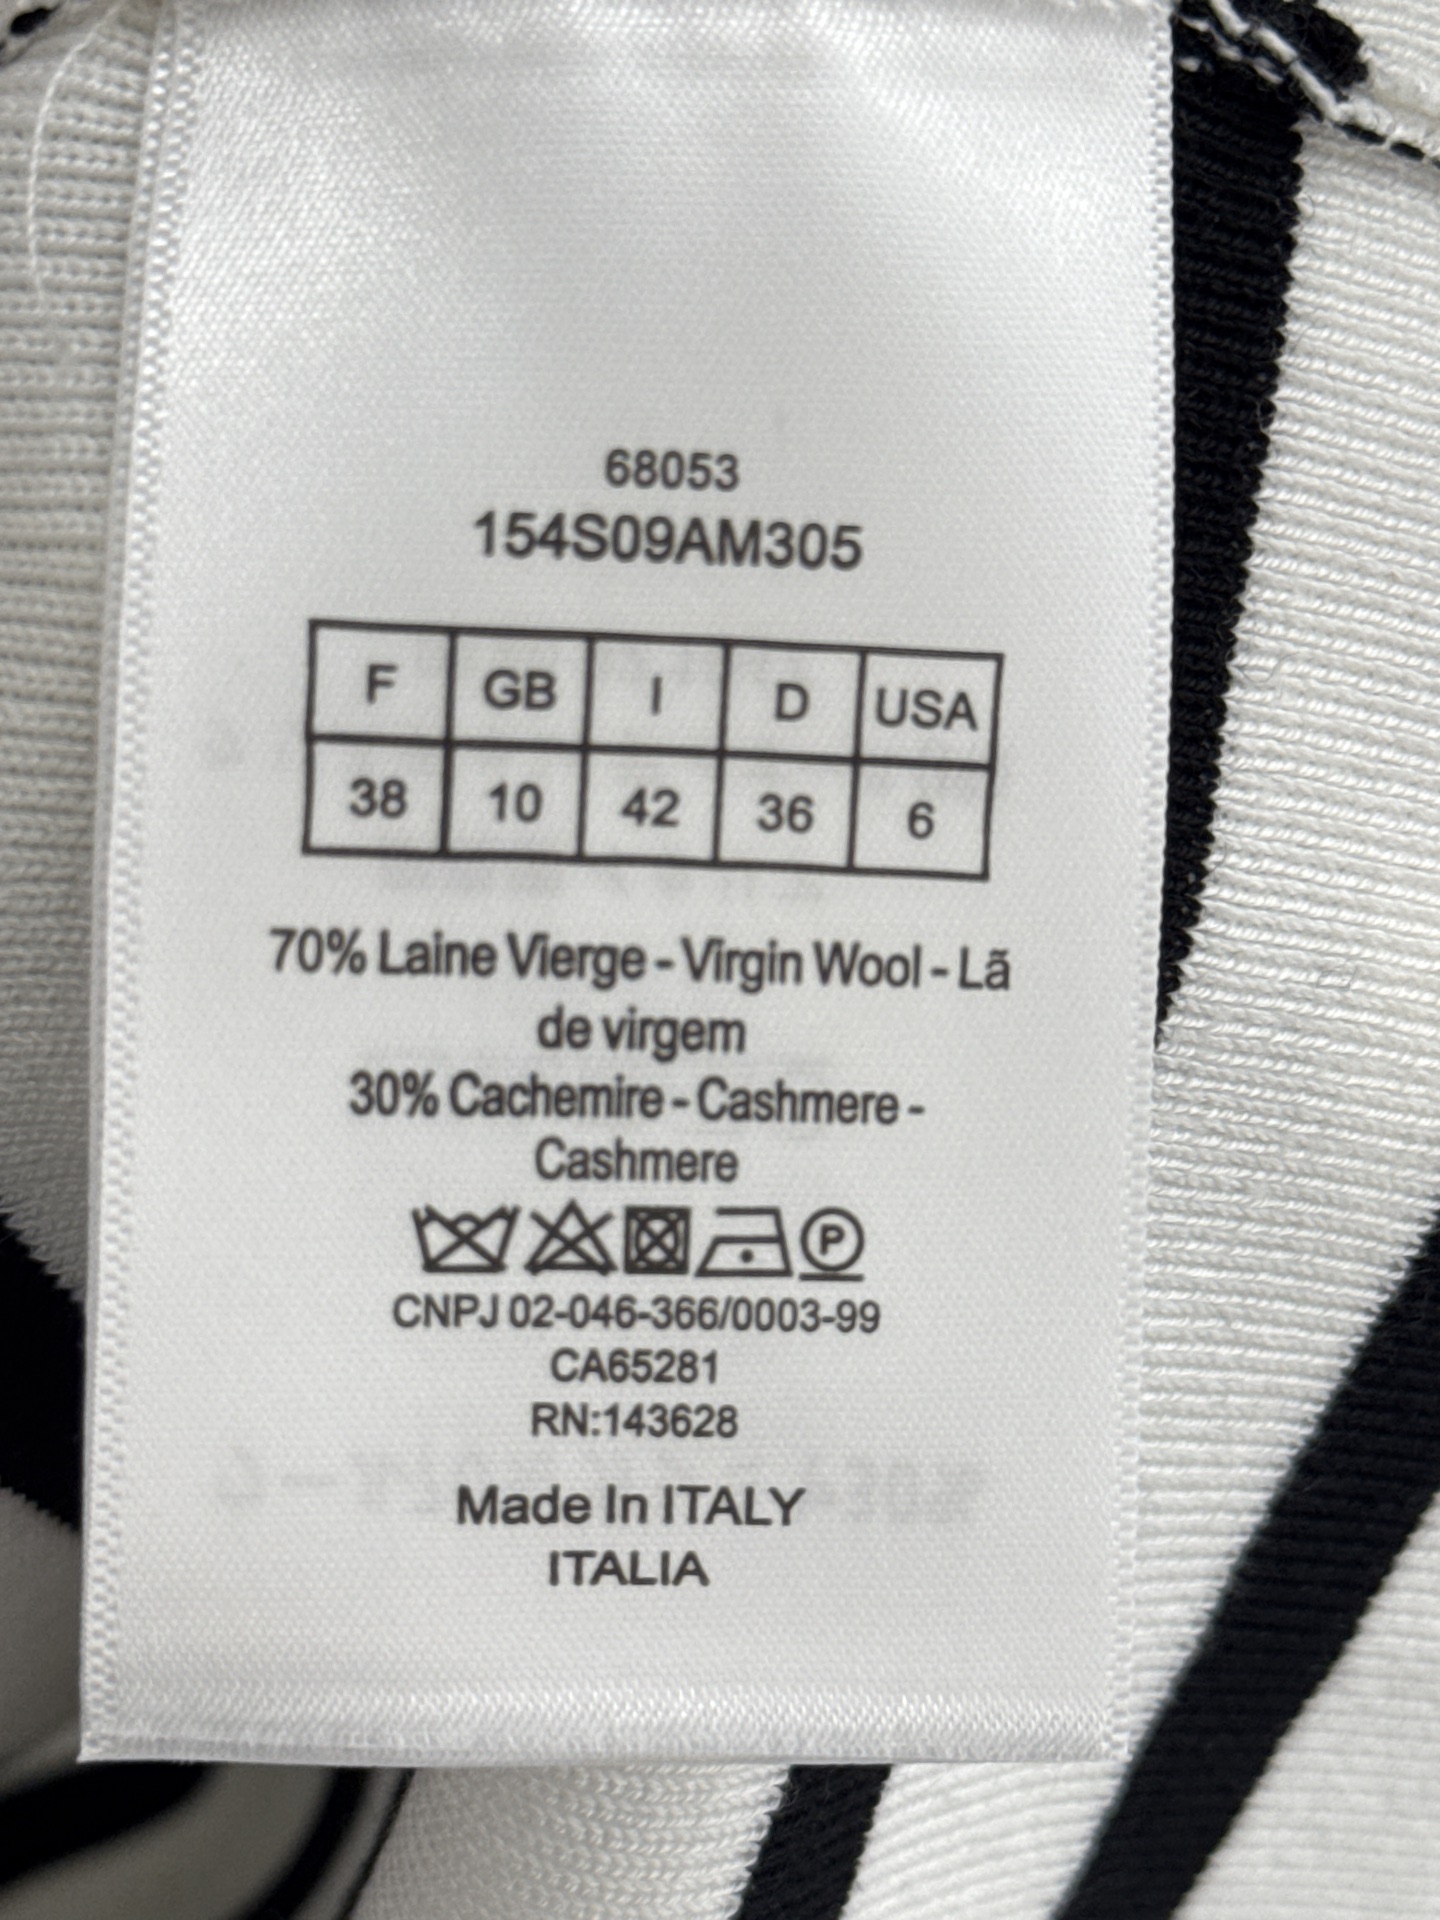 68053
154S09AM305
F GB I D USA
38 10 42 36 6
70% Laine Vierge - Virgin Wool - Lã
de virgem
30% Cachemire - Cashmere -
Cashmere
P
CNPJ 02-046-366/0003-99
CA65281
RN:143628
Made In ITALY
ITALIA